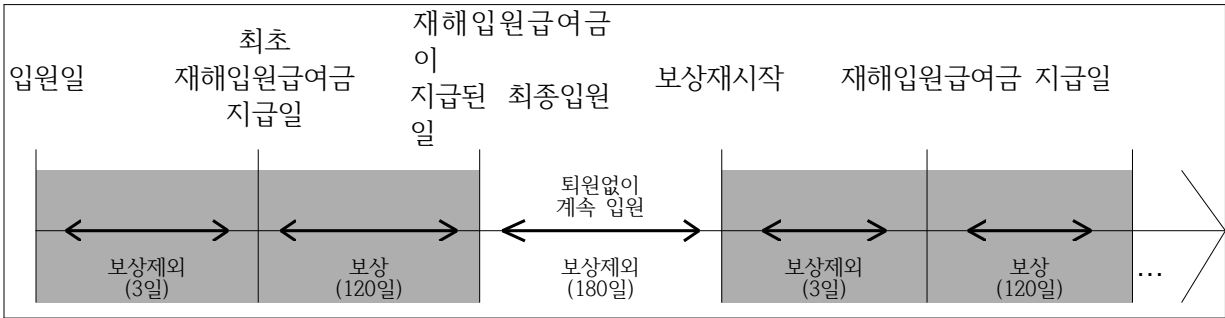 입원일
최초
재해입원급여금
지급일
재해입원급여금
이
지급된 최종입원
일
보상재시작
재해입원급여금 지급일
퇴원없이
계속 입원
보상제외
(3일)
보상
(120일)
보상제외
(180일)
보상제외
(3일)
보상
(120일)
...